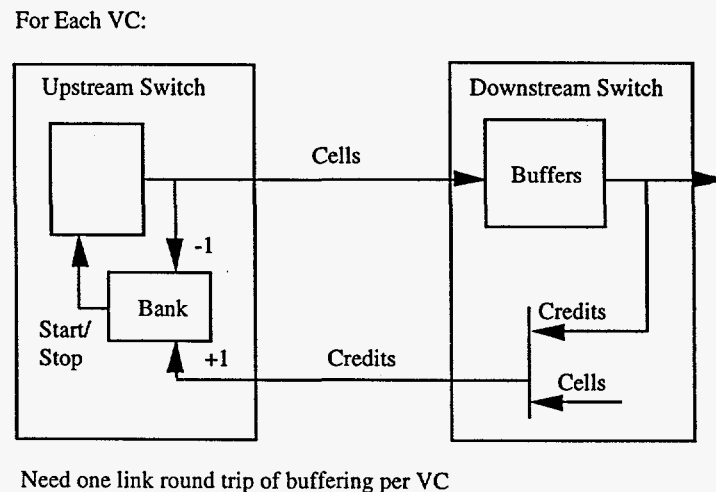 For Each VC:
Upstream Switch
Downstream Switch
Cells
Buffers
-1
Bank
Start/
Stop
+1
Credits
Credits
Cells
Need one link round trip of buffering per VC